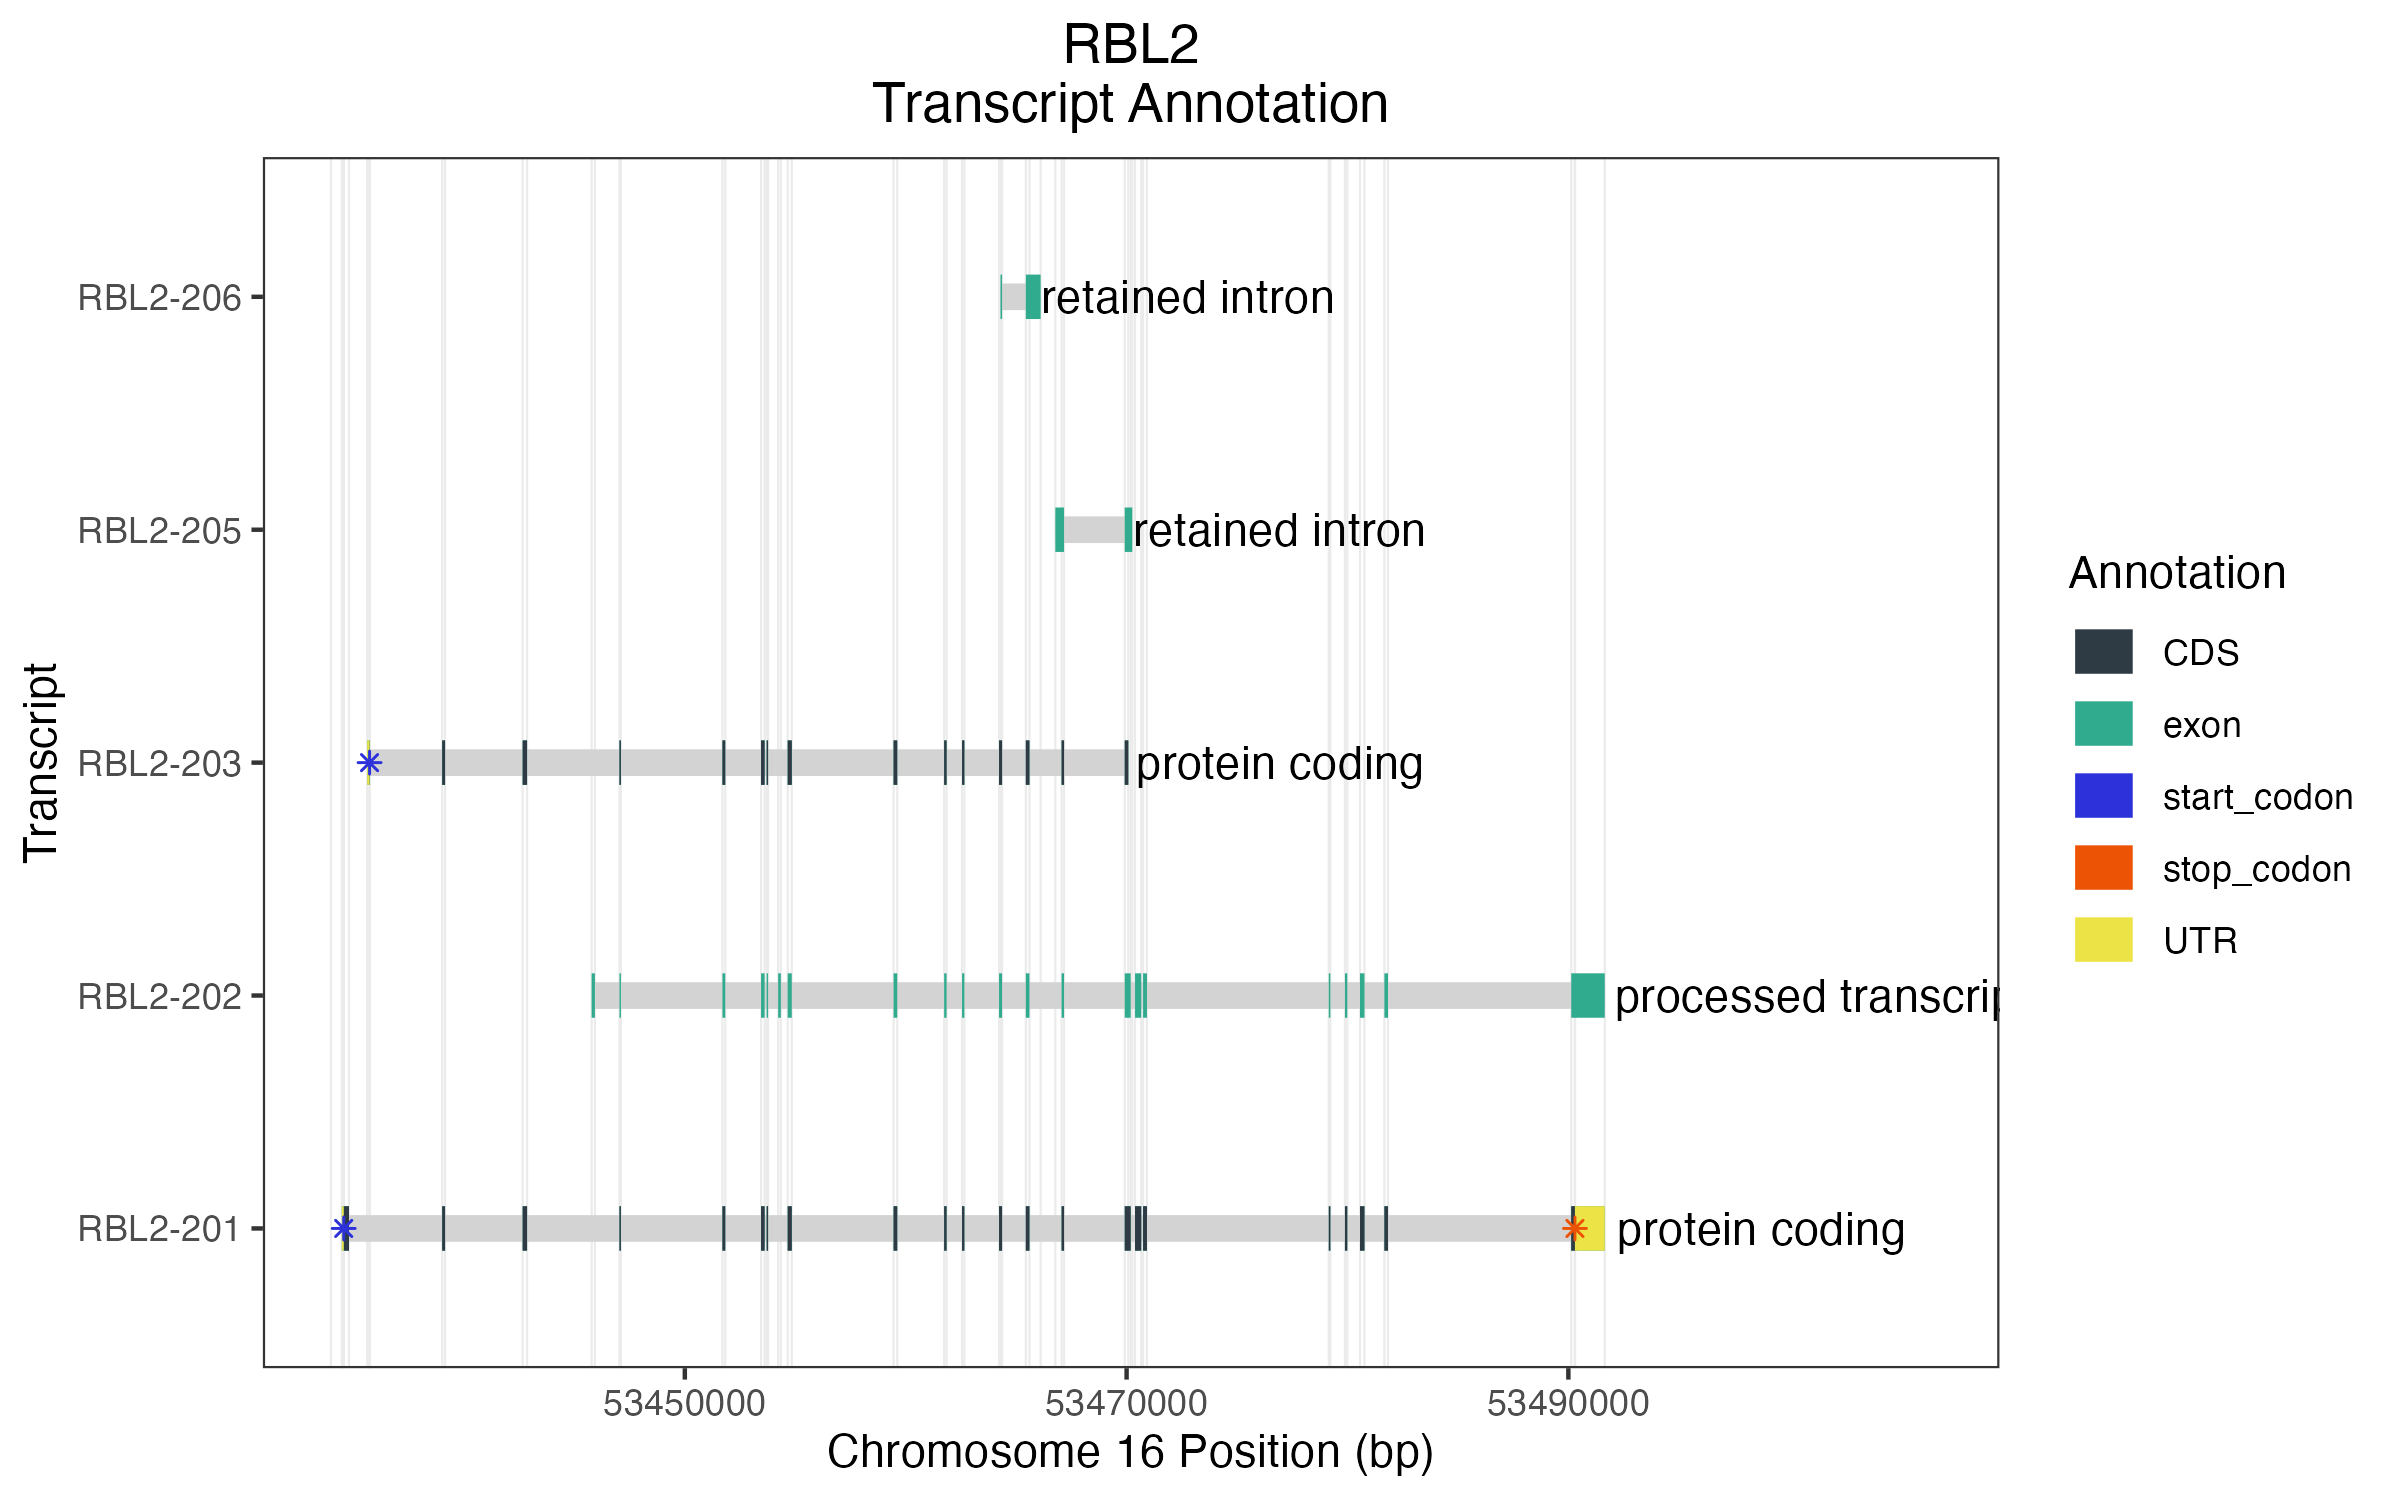 RBL2
Transcript Annotation
RBL2-206
retained intron
RBL2-205
retained intron
RBL2-203
protein coding
RBL2-202
processed transcrip
RBL2-201
protein coding
Transcript
53450000
53470000
53490000
Chromosome 16 Position (bp)
Annotation
CDS
exon
start_codon
stop_codon
UTR